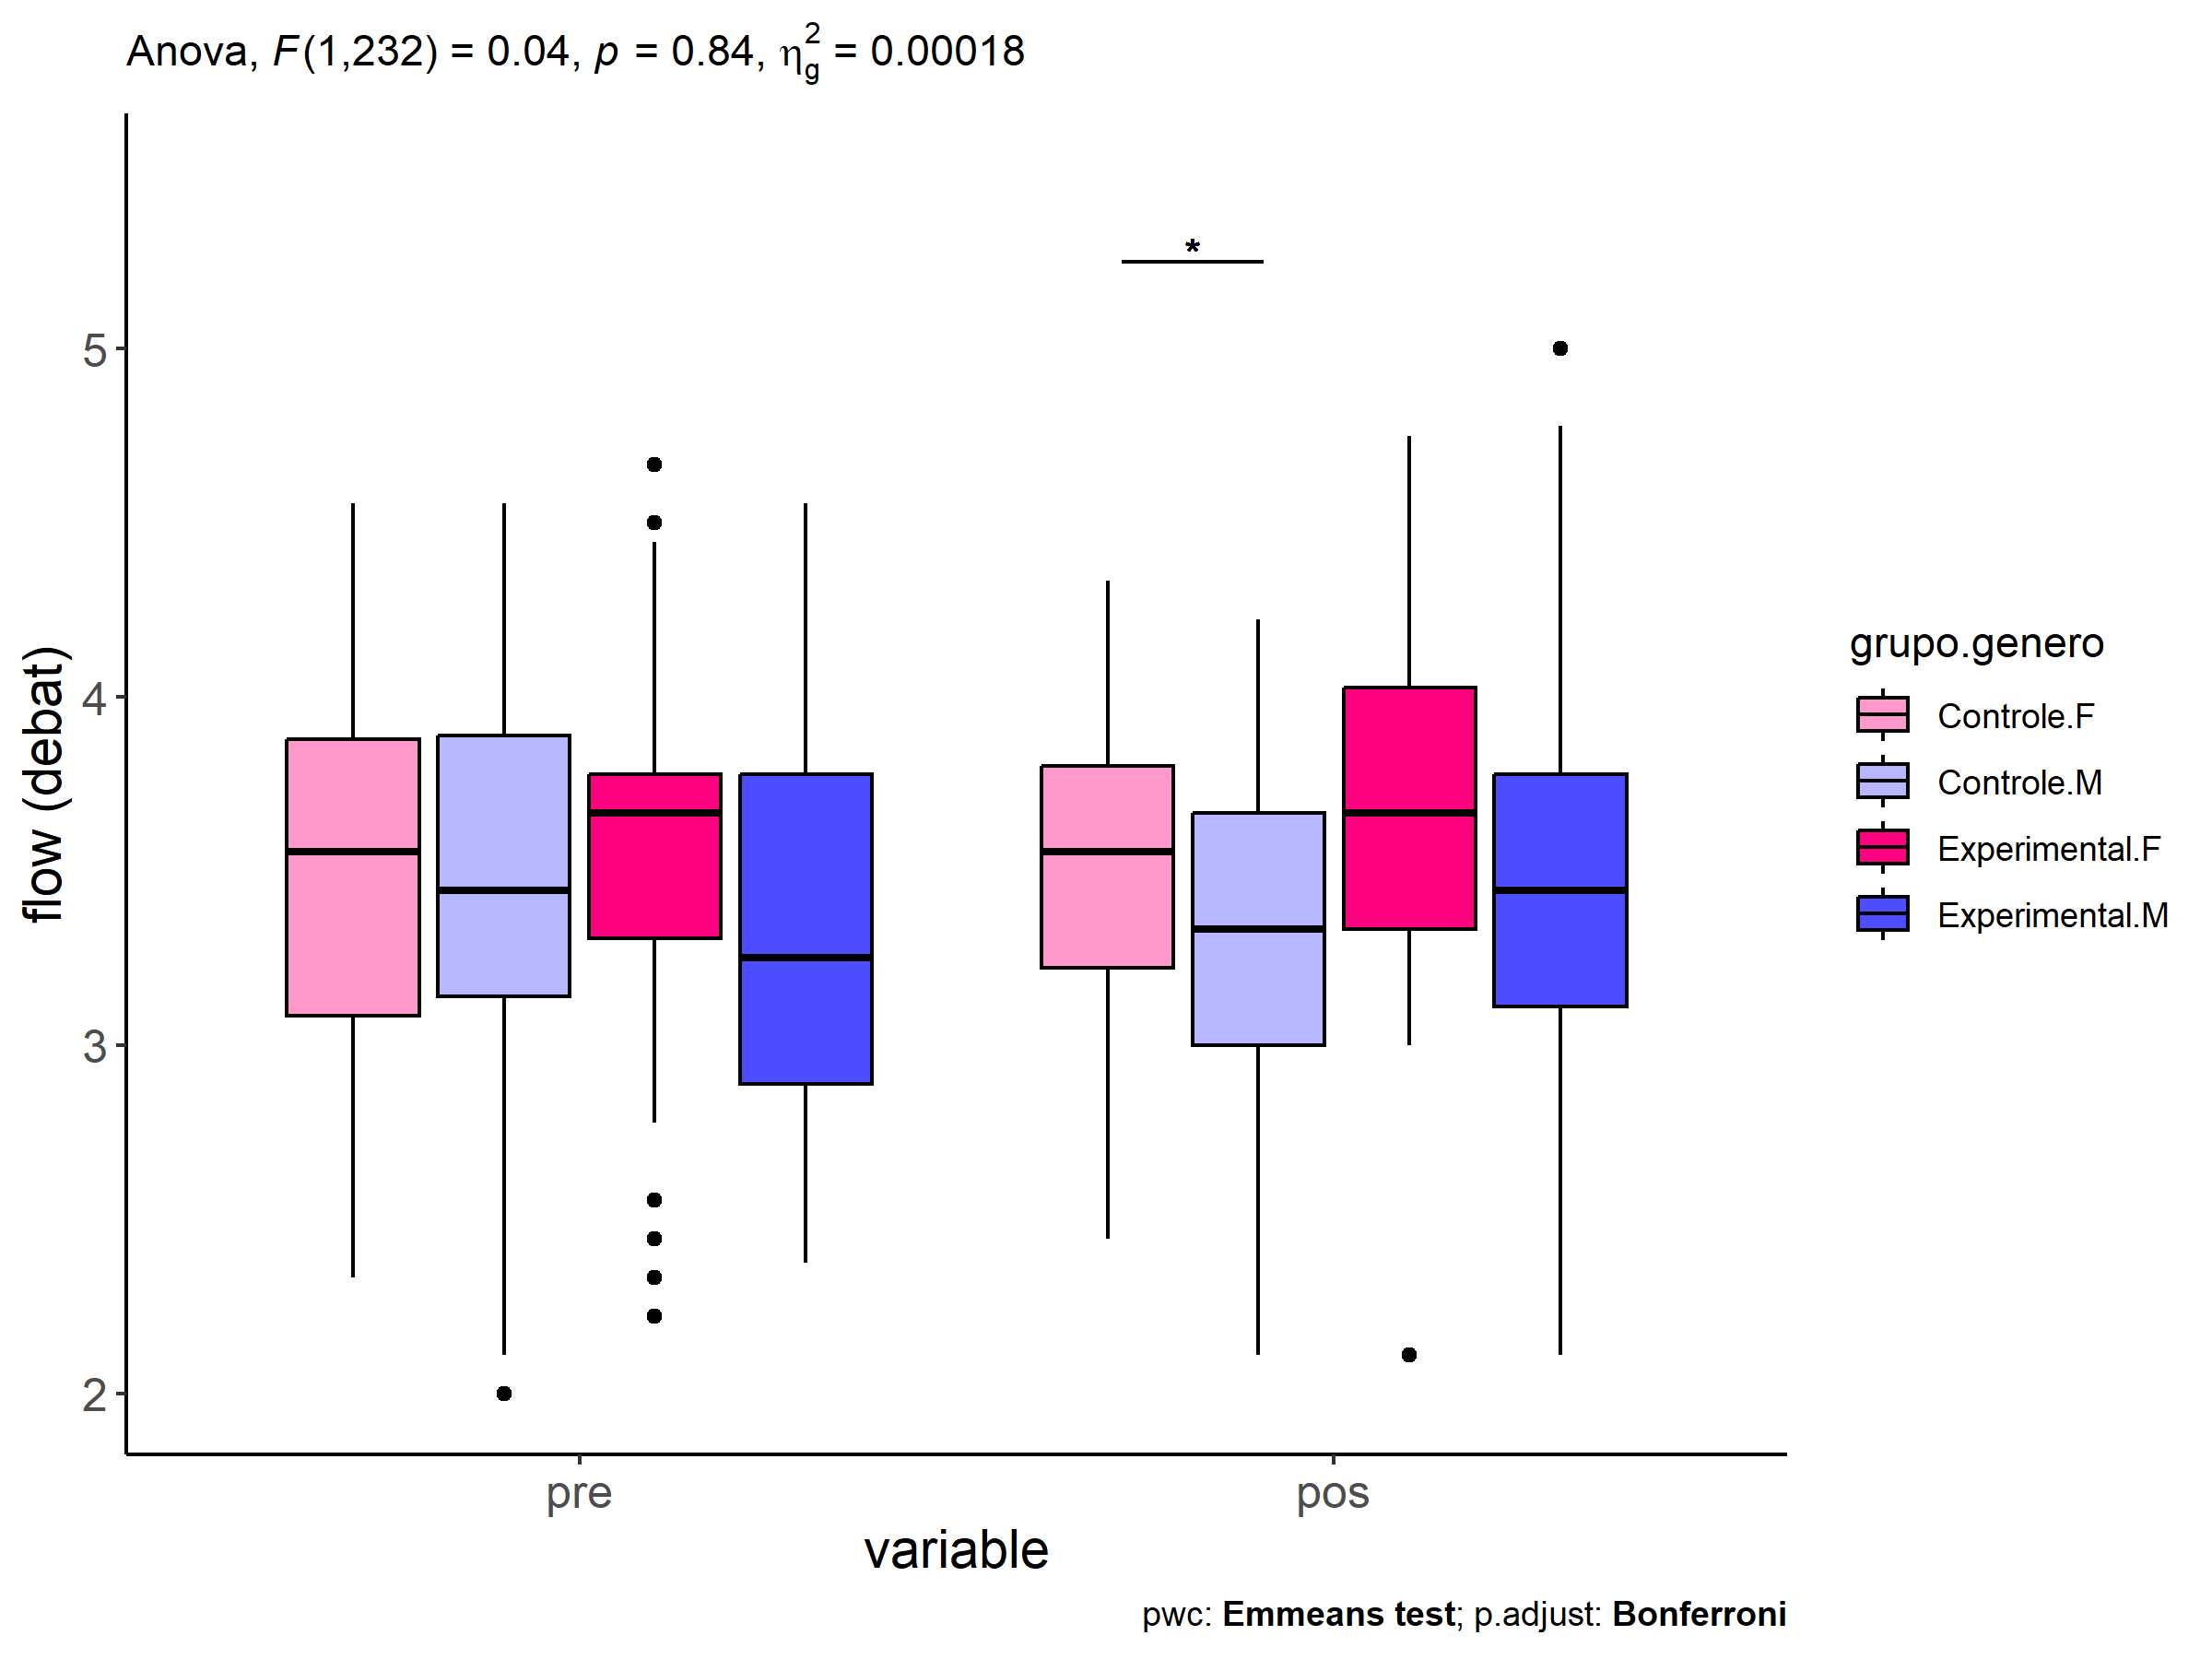 Anova, F(1,232) = 0.04, p = 0.84, η²g = 0.00018
*
5
4
3
2
flow (debat)
pre
pos
variable
grupo.genero
Controle.F
Controle.M
Experimental.F
Experimental.M
pwc: Emmeans test; p.adjust: Bonferroni